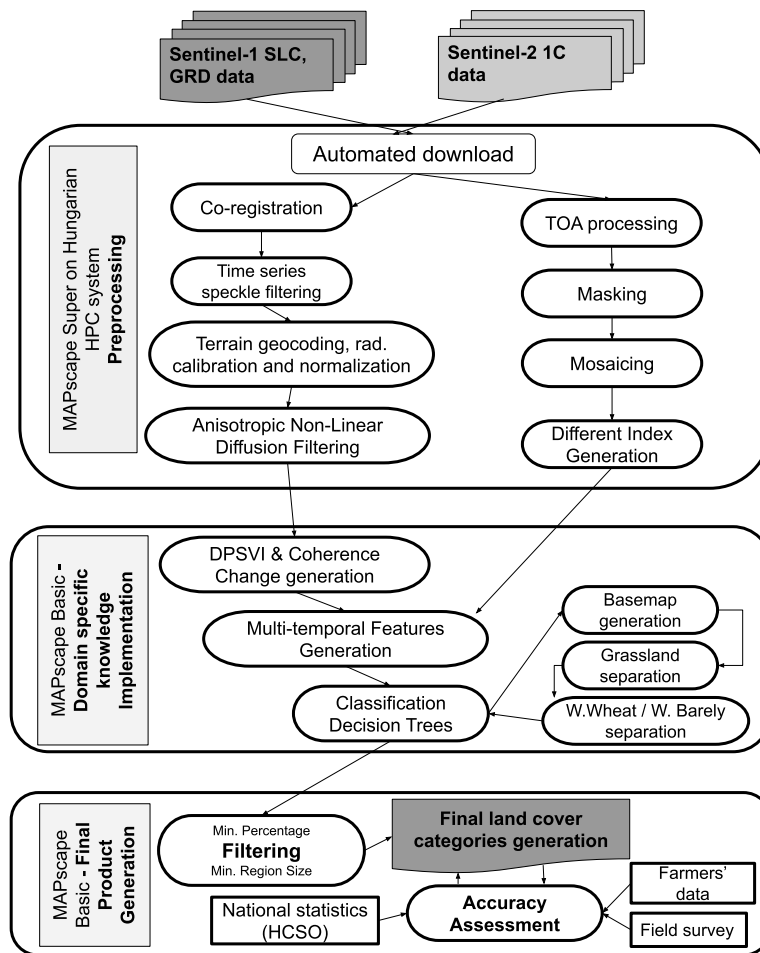 Sentinel-1 SLC,
GRD data
Sentinel-2 1C
data
MAPscape Super on Hungarian
HPC system
Preprocessing
Automated download
Co-registration
Time series
speckle filtering
Terrain geocoding, rad.
calibration and normalization
Anisotropic Non-Linear
Diffusion Filtering
TOA processing
Masking
Mosaicing
Different Index
Generation
MAPscape Basic -
Domain specific
knowledge
Implementation
DPSVI & Coherence
Change generation
Multi-temporal Features
Generation
Classification
Decision Trees
Basemap
generation
Grassland
separation
W.Wheat / W. Barely
separation
MAPscape
Basic - Final
Product
Generation
Min. Percentage
Filtering
Min. Region Size
Final land cover
categories generation
National statistics
(HCSO)
Accuracy
Assessment
Farmers'
data
Field survey